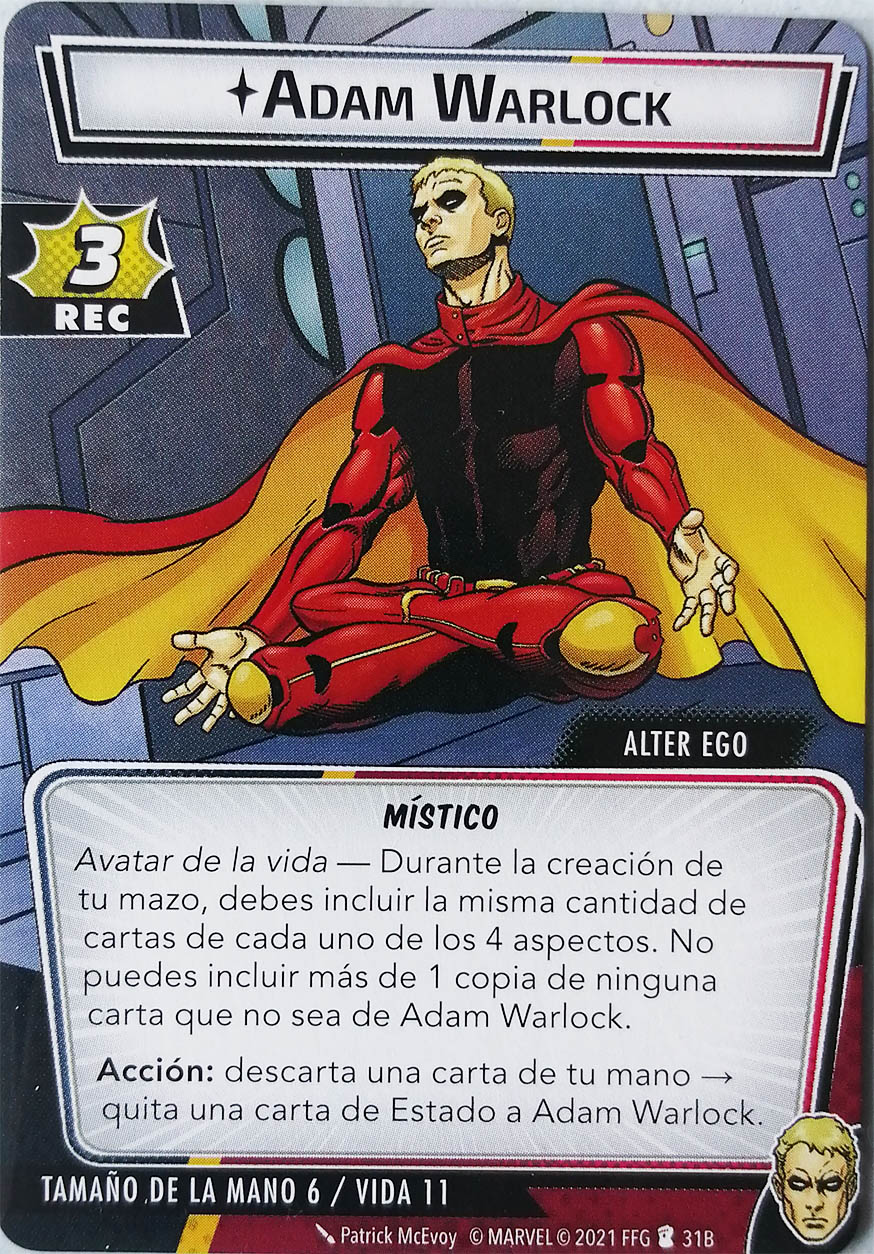 ADAM WARLOCK
3
REC
ALTER EGO
MÍSTICO
Avatar de la vida — Durante la creación de
tu mazo, debes incluir la misma cantidad de
cartas de cada uno de los 4 aspectos. No
puedes incluir más de 1 copia de ninguna
carta que no sea de Adam Warlock.
Acción: descarta una carta de tu mano →
quita una carta de Estado a Adam Warlock.
TAMAÑO DE LA MANO 6 / VIDA 11
Patrick McEvoy © MARVEL © 2021 FFG 31B